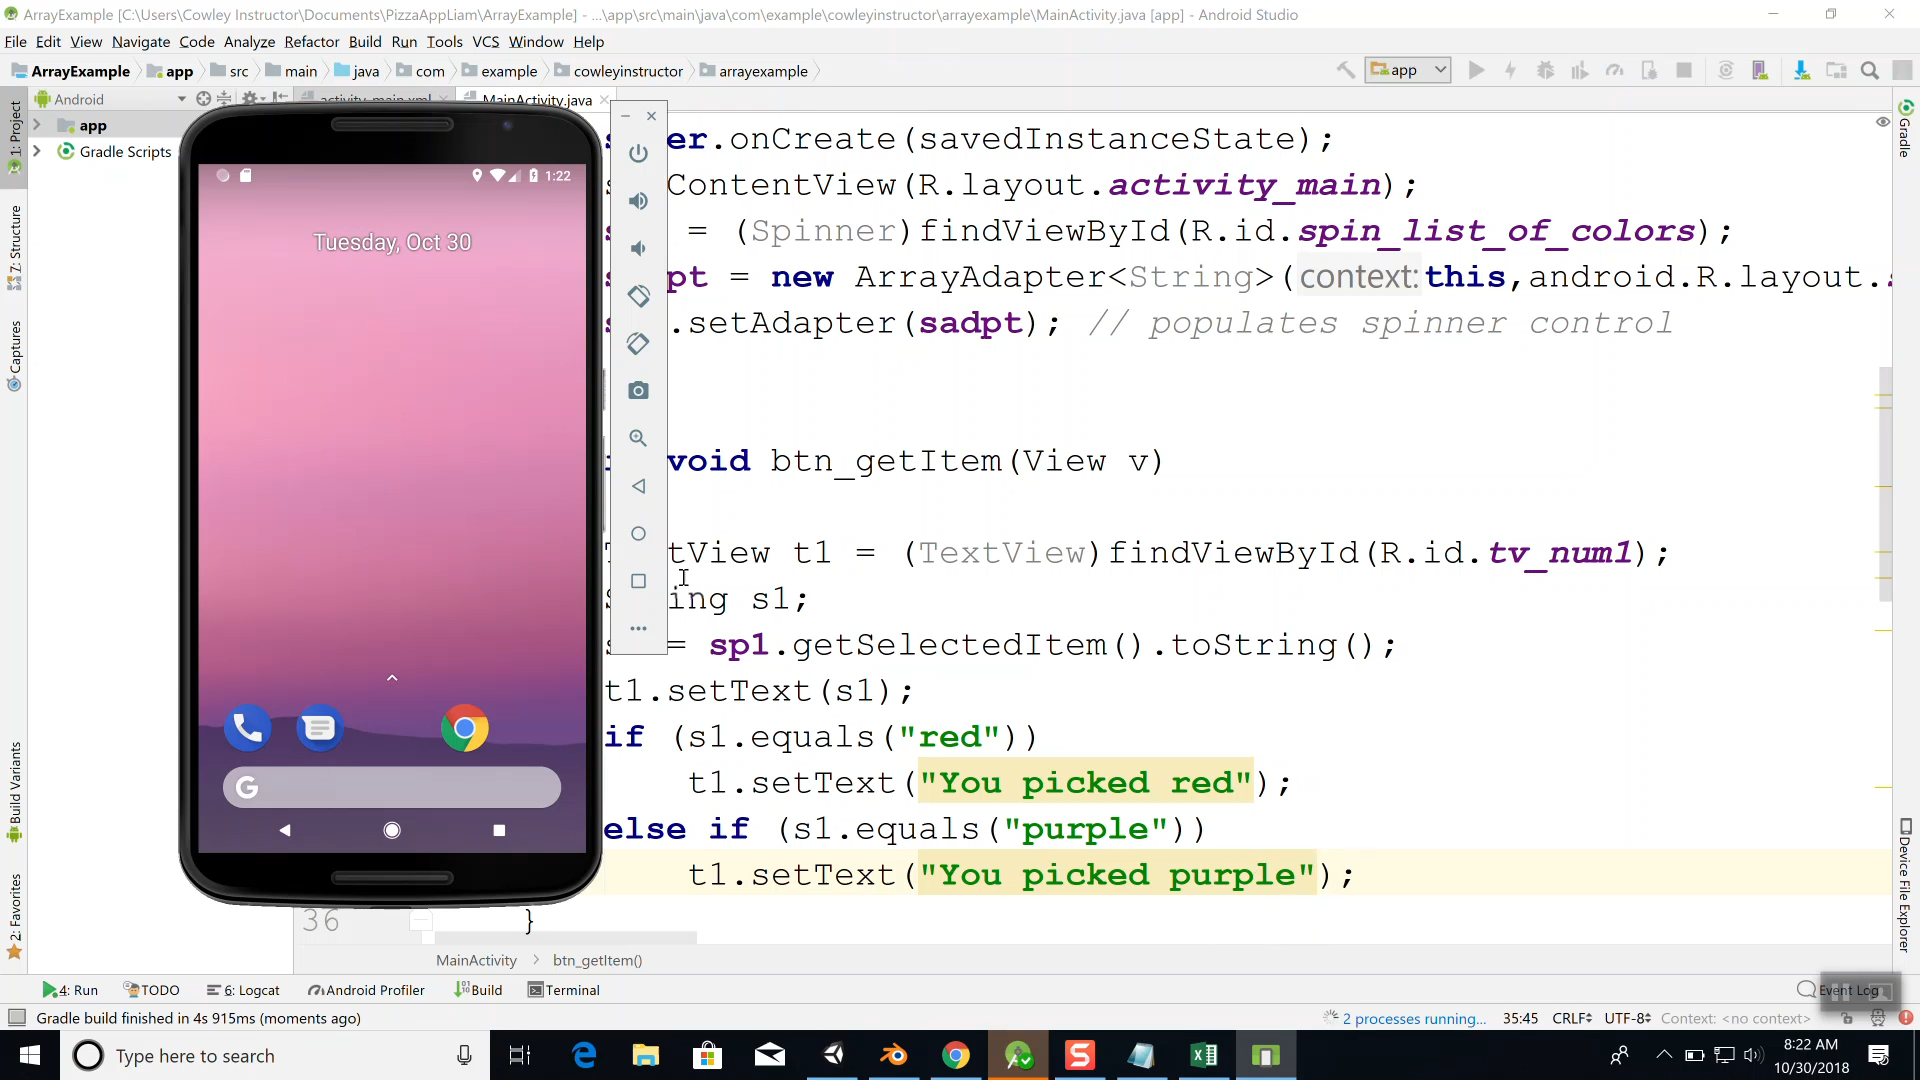 ArrayExample [C:\Users\Cowley Instructor\Documents\PizzaAppLiam\ArrayExample] - ...\app\src\main\java\com\example\cowleyinstructor\arrayexample\MainActivity.java [app] - Android Studio
File Edit View Navigate Code Analyze Refactor Build Run Tools VCS Window Help
ArrayExample app src main java com example cowleyinstructor arrayexample
app
Android
activity_main.xml
MainActivity.java
app
Gradle Scripts
1: Project
7: Structure
Captures
Build Variants
2: Favorites
Gradle
Device File Explorer
1:22
Tuesday, Oct 30
er.onCreate(savedInstanceState);
ContentView(R.layout.activity_main);
= (Spinner)findViewById(R.id.spin_list_of_colors);
pt = new ArrayAdapter<String>(context:this,android.R.layout.
.setAdapter(sadpt); // populates spinner control
void btn_getItem(View v)
tView t1 = (TextView)findViewById(R.id.tv_num1);
ing s1;
= sp1.getSelectedItem().toString();
t1.setText(s1);
if (s1.equals("red"))
t1.setText("You picked red");
else if (s1.equals("purple"))
t1.setText("You picked purple");
36 }
MainActivity > btn_getItem()
4: Run TODO 6: Logcat Android Profiler Build Terminal Event Log
Gradle build finished in 4s 915ms (moments ago) 2 processes running... 35:45 CRLF UTF-8 Context: <no context>
Type here to search
8:22 AM
10/30/2018